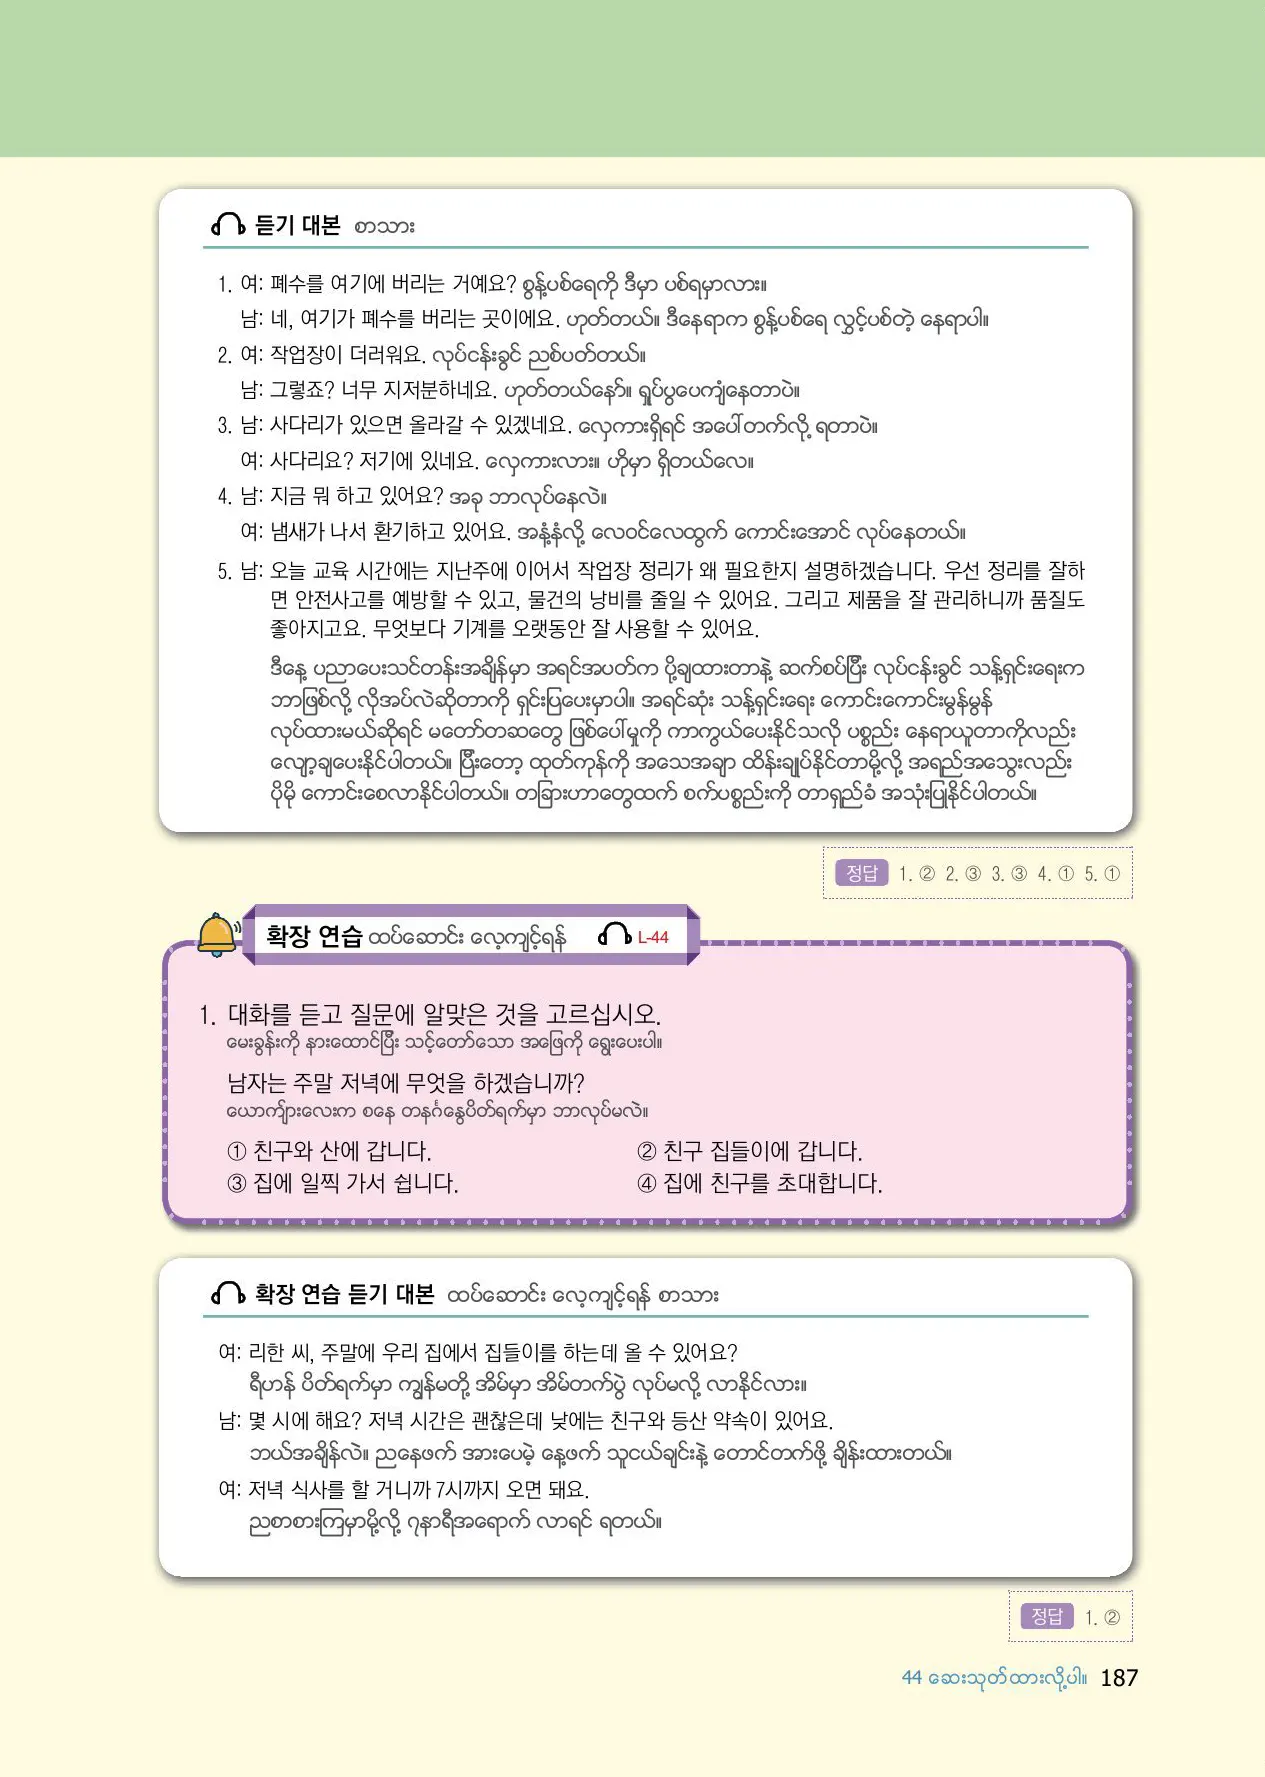 듣기 대본 စာသား
1. 여: 폐수를 여기에 버리는 거예요? စွန့်ပစ်ရေကို ဒီမှာ ပစ်ရမှာလား။
남: 네, 여기가 폐수를 버리는 곳이에요. ဟုတ်တယ်။ ဒီနေရာက စွန့်ပစ်ရေ လွှင့်ပစ်တဲ့ နေရာပါ။
2. 여: 작업장이 더러워요. လုပ်ငန်းခွင် ညစ်ပတ်တယ်။
남: 그렇죠? 너무 지저분하네요. ဟုတ်တယ်နော်။ ရှုပ်ပွပေကျံနေတာပဲ။
3. 남: 사다리가 있으면 올라갈 수 있겠네요. လှေကားရှိရင် အပေါ်တက်လို့ ရတာပဲ။
여: 사다리요? 저기에 있네요. လှေကားလား။ ဟိုမှာ ရှိတယ်လေ။
4. 남: 지금 뭐 하고 있어요? အခု ဘာလုပ်နေလဲ။
여: 냄새가 나서 환기하고 있어요. အနံ့နံလို့ လေဝင်လေထွက် ကောင်းအောင် လုပ်နေတယ်။
5. 남: 오늘 교육 시간에는 지난주에 이어서 작업장 정리가 왜 필요한지 설명하겠습니다. 우선 정리를 잘하
면 안전사고를 예방할 수 있고, 물건의 낭비를 줄일 수 있어요. 그리고 제품을 잘 관리하니까 품질도
좋아지고요. 무엇보다 기계를 오랫동안 잘 사용할 수 있어요.
ဒီနေ့ ပညာပေးသင်တန်းအချိန်မှာ အရင်အပတ်က ပို့ချထားတာနဲ့ ဆက်စပ်ပြီး လုပ်ငန်းခွင် သန့်ရှင်းရေးက
ဘာဖြစ်လို့ လိုအပ်လဲဆိုတာကို ရှင်းပြပေးမှာပါ။ အရင်ဆုံး သန့်ရှင်းရေး ကောင်းကောင်းမွန်မွန်
လုပ်ထားမယ်ဆိုရင် မတော်တဆတွေ ဖြစ်ပေါ်မှုကို ကာကွယ်ပေးနိုင်သလို ပစ္စည်း နေရာယူတာကိုလည်း
လျှော့ချပေးနိုင်ပါတယ်။ ပြီးတော့ ထုတ်ကုန်ကို အသေအချာ ထိန်းချုပ်နိုင်တာမို့လို့ အရည်အသွေးလည်း
ပိုမို ကောင်းစေလာနိုင်ပါတယ်။ တခြားဟာတွေထက် စက်ပစ္စည်းကို တာရှည်ခံ အသုံးပြုနိုင်ပါတယ်။
정답 1. ② 2. ③ 3. ③ 4. ① 5. ①
확장 연습 ထပ်ဆောင်း လေ့ကျင့်ရန် L-44
1. 대화를 듣고 질문에 알맞은 것을 고르십시오.
မေးခွန်းကို နားထောင်ပြီး သင့်တော်သော အဖြေကို ရွေးပေးပါ။
남자는 주말 저녁에 무엇을 하겠습니까?
ယောကျ်ားလေးက စနေ တနင်္ဂနွေပိတ်ရက်မှာ ဘာလုပ်မလဲ။
① 친구와 산에 갑니다. ② 친구 집들이에 갑니다.
③ 집에 일찍 가서 쉽니다. ④ 집에 친구를 초대합니다.
확장 연습 듣기 대본 ထပ်ဆောင်း လေ့ကျင့်ရန် စာသား
여: 리한 씨, 주말에 우리 집에서 집들이를 하는데 올 수 있어요?
ရီဟန် ပိတ်ရက်မှာ ကျွန်မတို့ အိမ်မှာ အိမ်တက်ပွဲ လုပ်မလို့ လာနိုင်လား။
남: 몇 시에 해요? 저녁 시간은 괜찮은데 낮에는 친구와 등산 약속이 있어요.
ဘယ်အချိန်လဲ။ ညနေဖက် အားပေမဲ့ နေ့ဖက် သူငယ်ချင်းနဲ့ တောင်တက်ဖို့ ချိန်းထားတယ်။
여: 저녁 식사를 할 거니까 7시까지 오면 돼요.
ညစာစားကြမှာမို့လို့ ၇နာရီအရောက် လာရင် ရတယ်။
정답 1. ②
44 ဆေးသုတ်ထားလို့ပါ။ 187